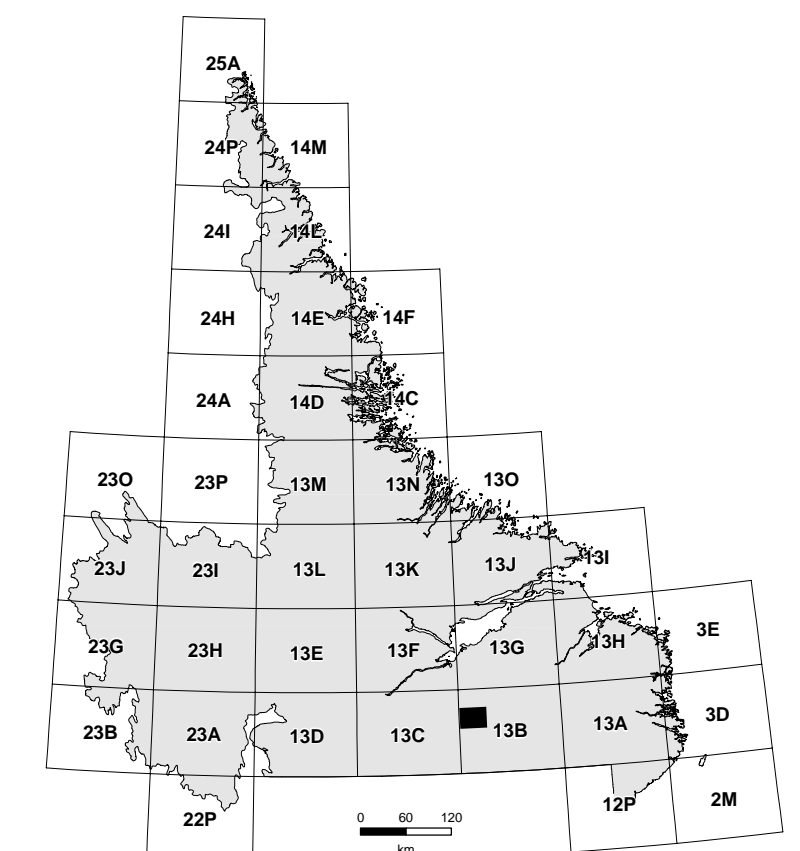 25A
24P 14M
24I 14L
24H 14E 14F
24A 14D 14C
23O 23P 13M 13N 13O
23J 23I 13L 13K 13J 13I
23G 23H 13E 13F 13G 13H 3E
23B 23A 13D 13C 13B 13A 3D
22P 12P 2M
0 60 120
km